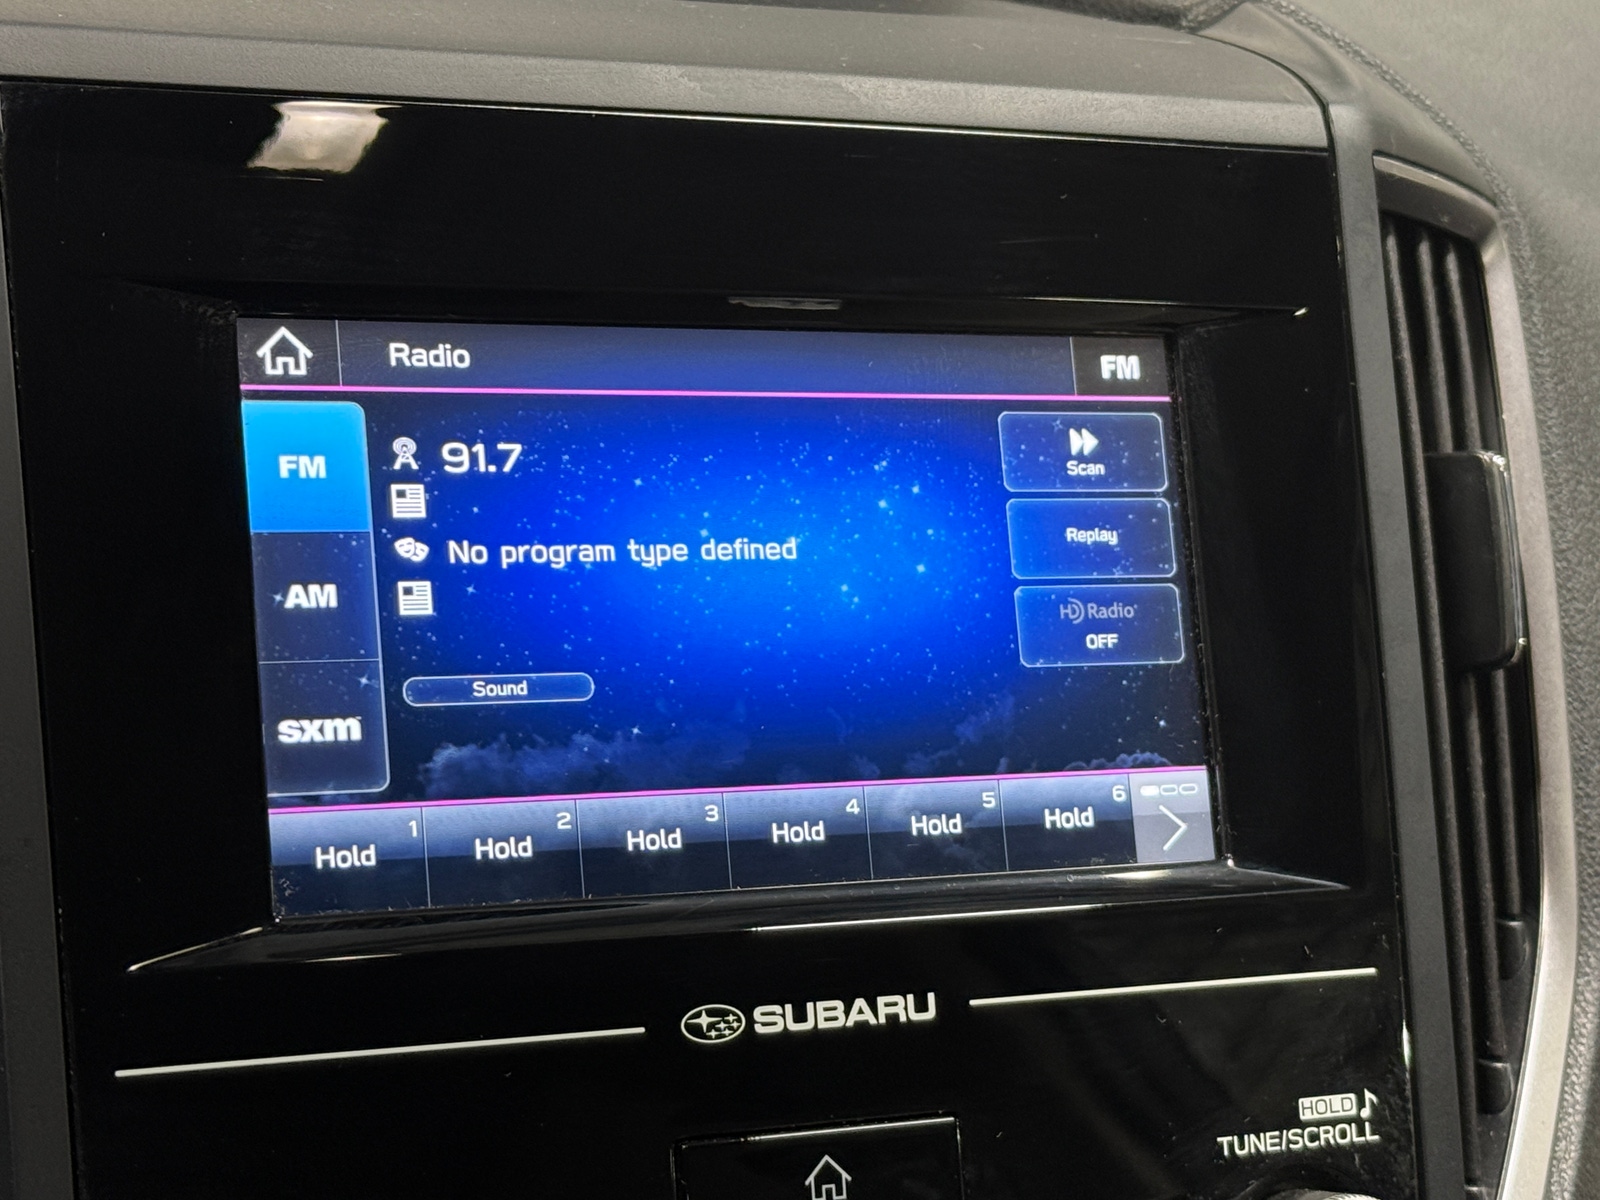 Radio
FM
FM
91.7
Scan
No program type defined
Replay
AM
HD Radio
OFF
Sound
sxm
1 2 3 4 5 6
Hold Hold Hold Hold Hold Hold
SUBARU
HOLD
TUNE/SCROLL